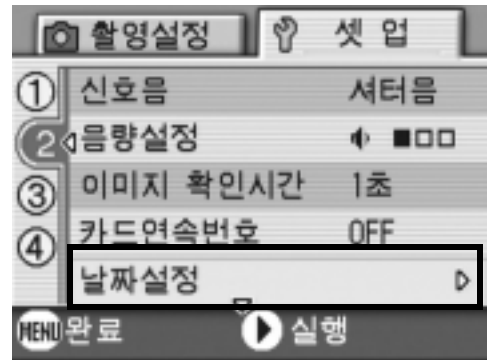 촬영설정 셋 업
① 신호음 셔터음
2 음량설정
③ 이미지 확인시간 1초
④ 카드연속번호 OFF
날짜설정
MENU 완료 실행